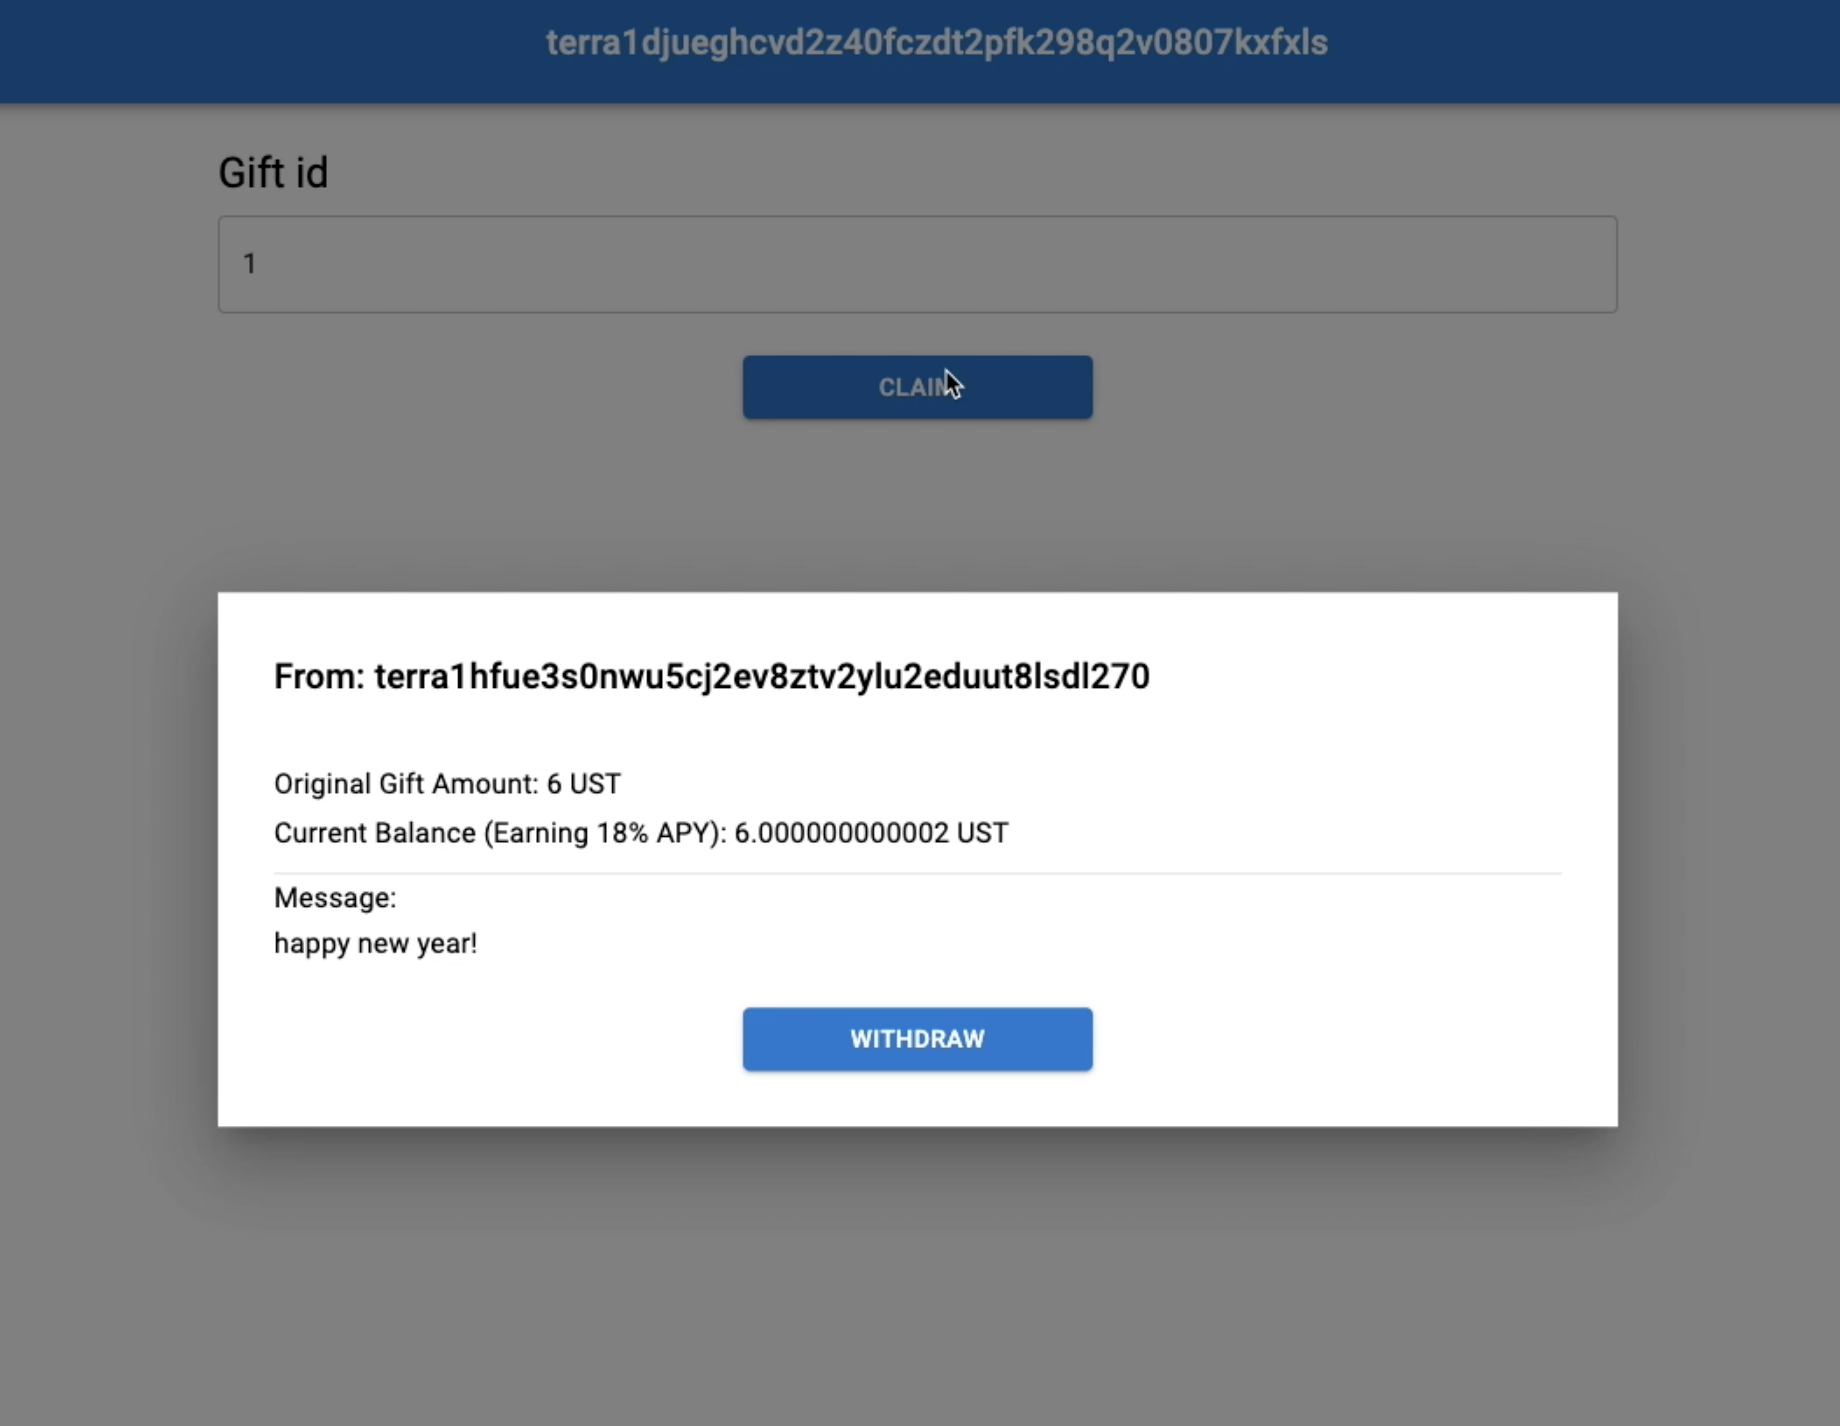 terra1djueghcvd2z40fczdt2pfk298q2v0807kxfxls
Gift id
1
CLAIM
From: terra1hfue3s0nwu5cj2ev8ztv2ylu2eduut8lsdl270
Original Gift Amount: 6 UST
Current Balance (Earning 18% APY): 6.000000000002 UST
Message:
happy new year!
WITHDRAW